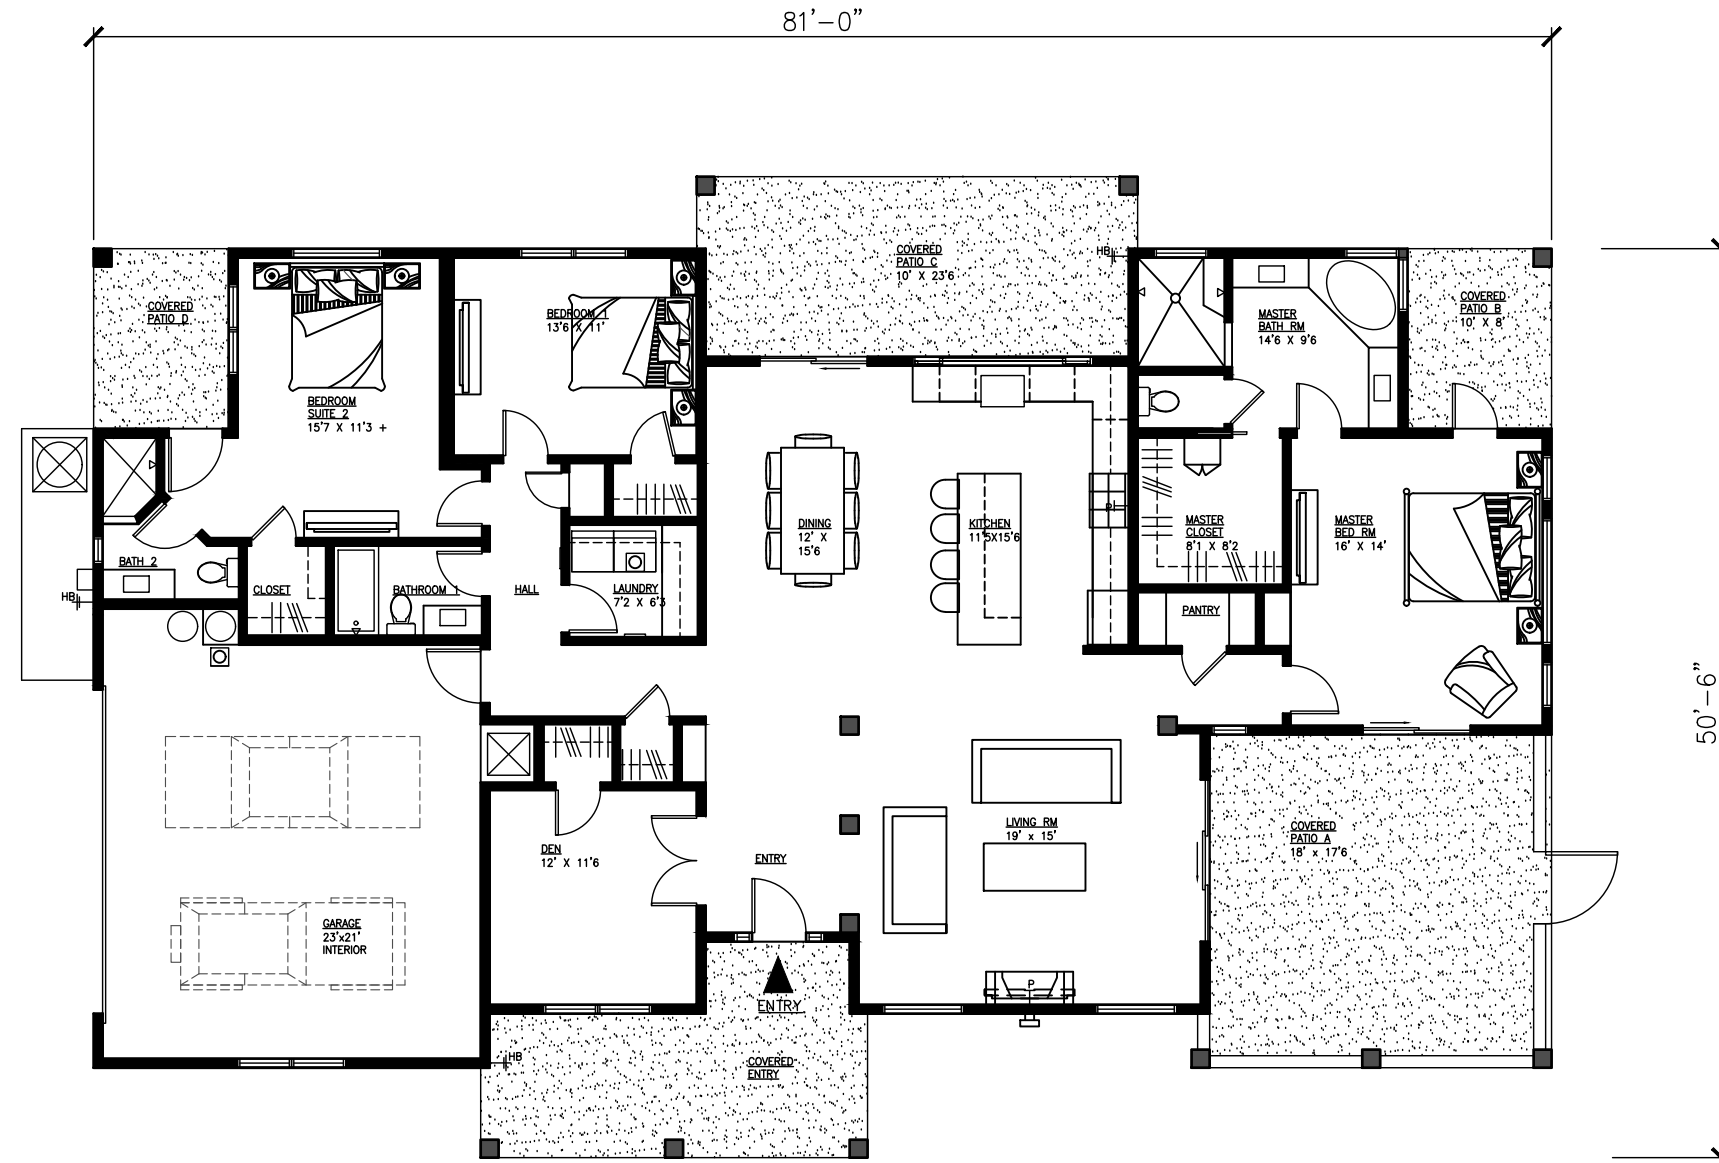 81'-0"
COVERED
PATIO C
10' X 23'6
HB
COVERED
PATIO D
BEDROOM 1
13'6 X 11'
MASTER
BATH RM
14'6 X 9'6
COVERED
PATIO B
10' X 8'
BEDROOM
SUITE 2
15'7 X 11'3 +
DINING
12' X
15'6
KITCHEN
11'5X15'6
P
MASTER
CLOSET
8'1 X 8'2
MASTER
BED RM
16' X 14'
BATH 2
HB
CLOSET
BATHROOM 1
HALL
LAUNDRY
7'2 X 6'3
PANTRY
50'-6"
DEN
12' X 11'6
ENTRY
LIVING RM
19' x 15'
COVERED
PATIO A
18' x 17'6
GARAGE
23'x21'
INTERIOR
P
ENTRY
HB
COVERED
ENTRY